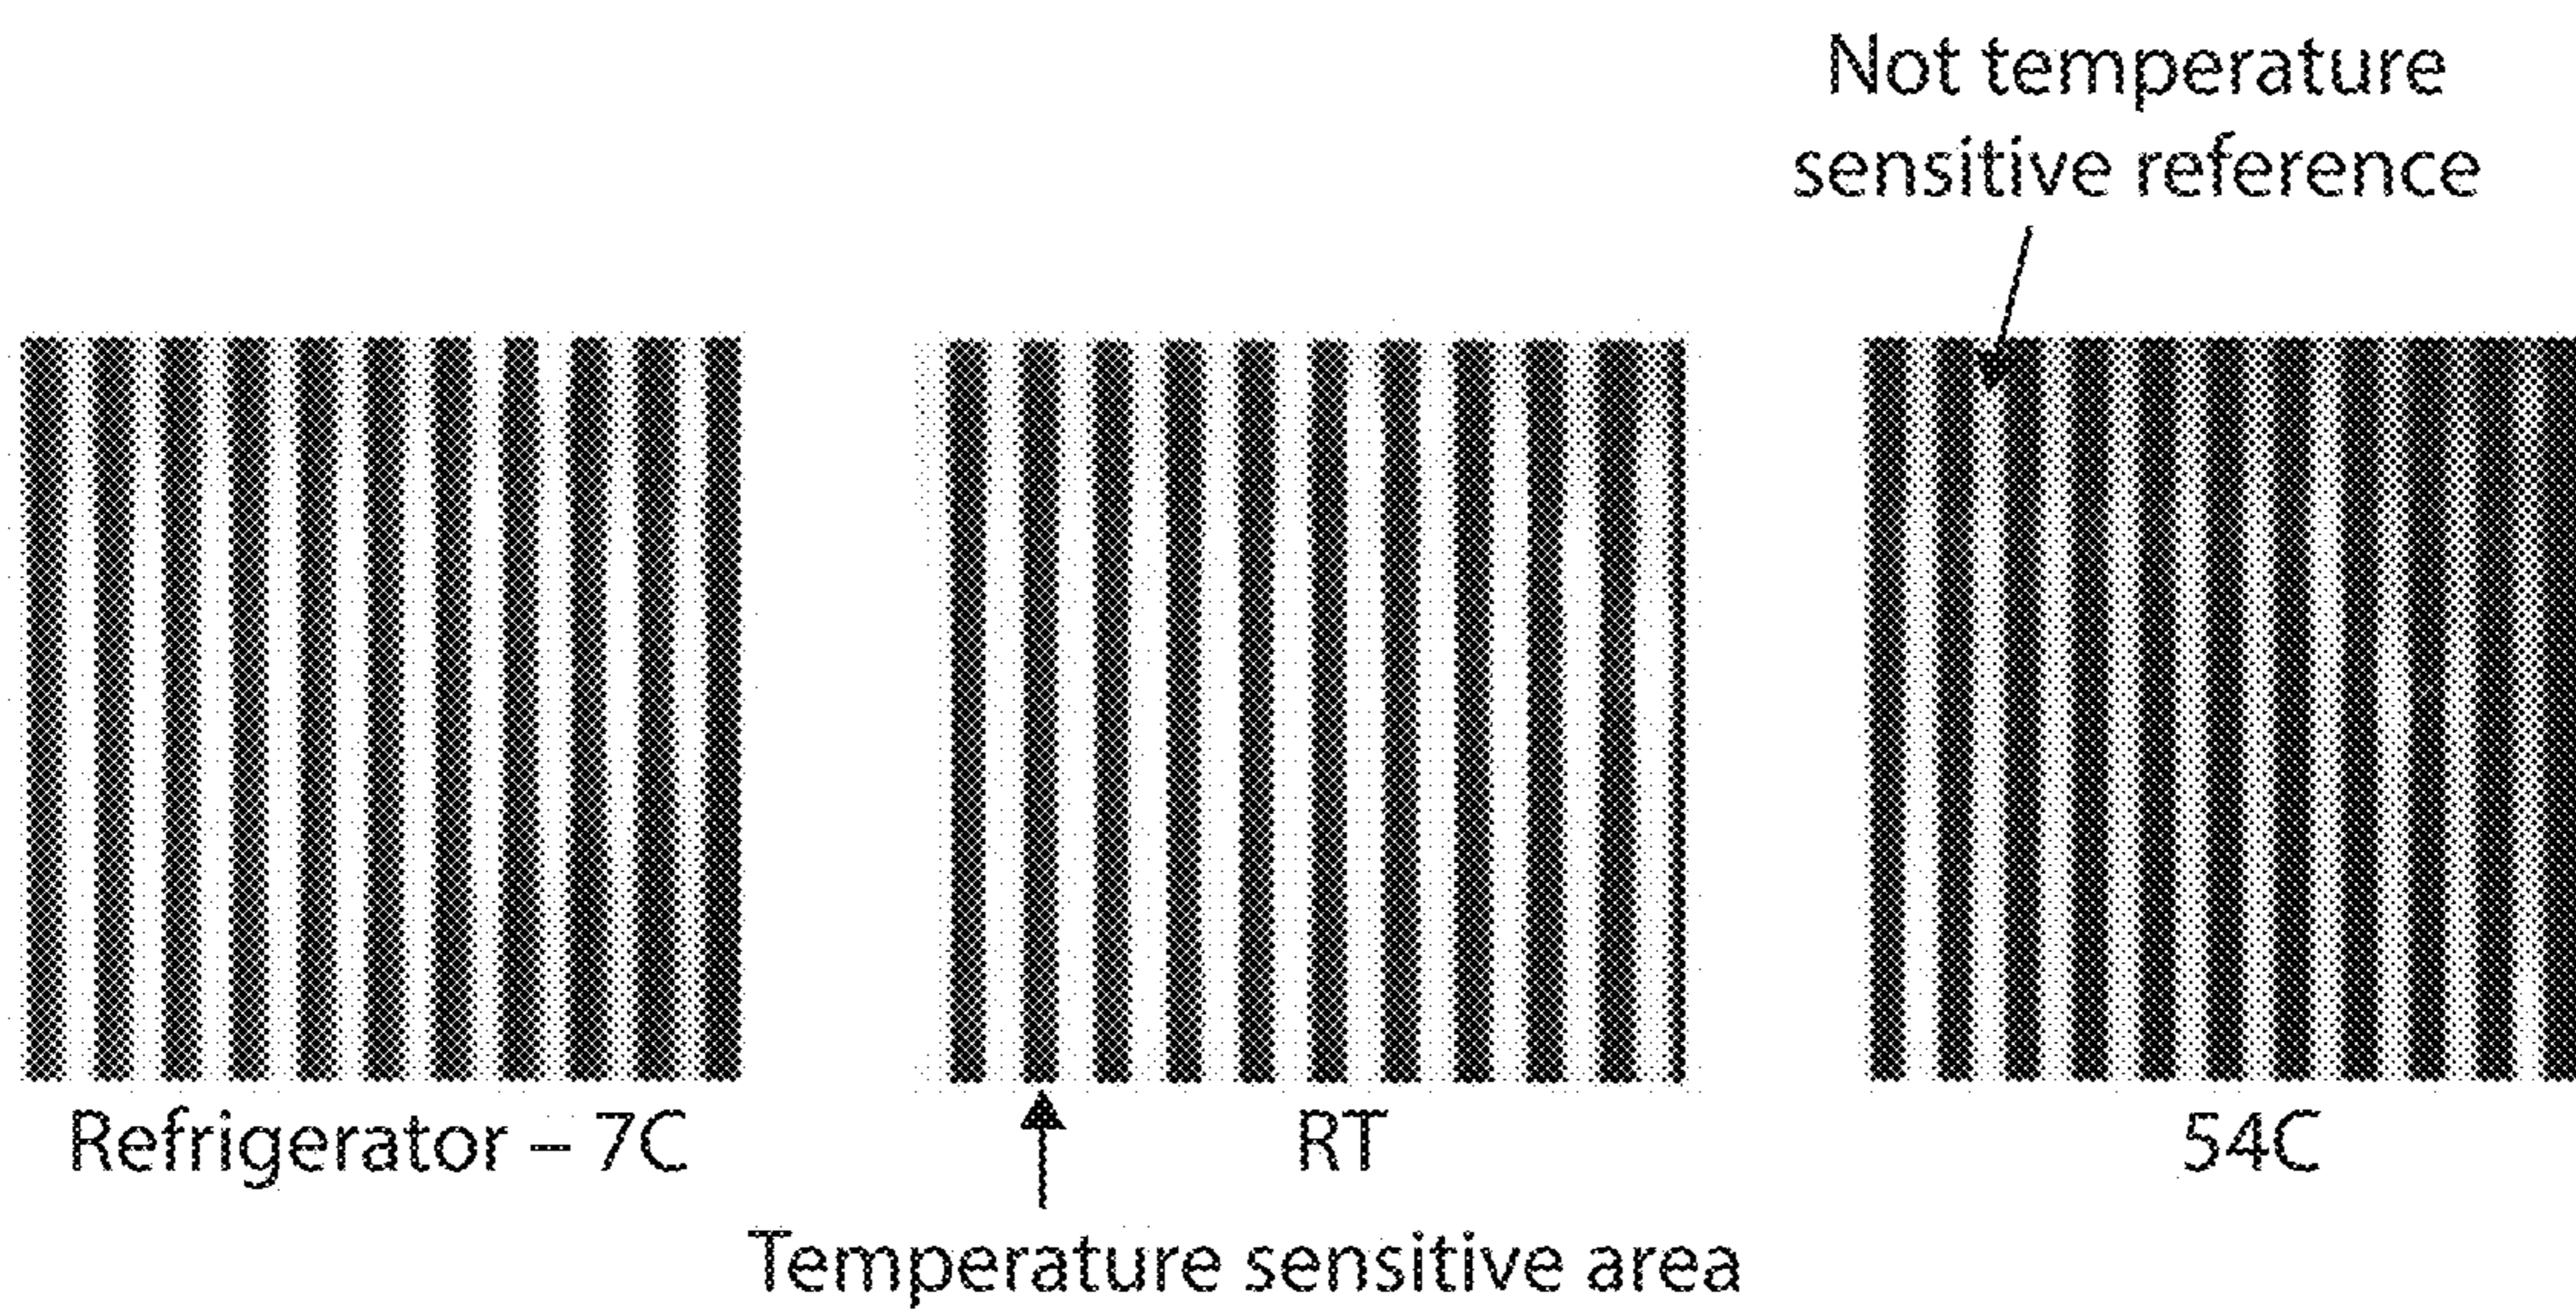 Not temperature
sensitive reference
Refrigerator – 7C
RT
54C
Temperature sensitive area